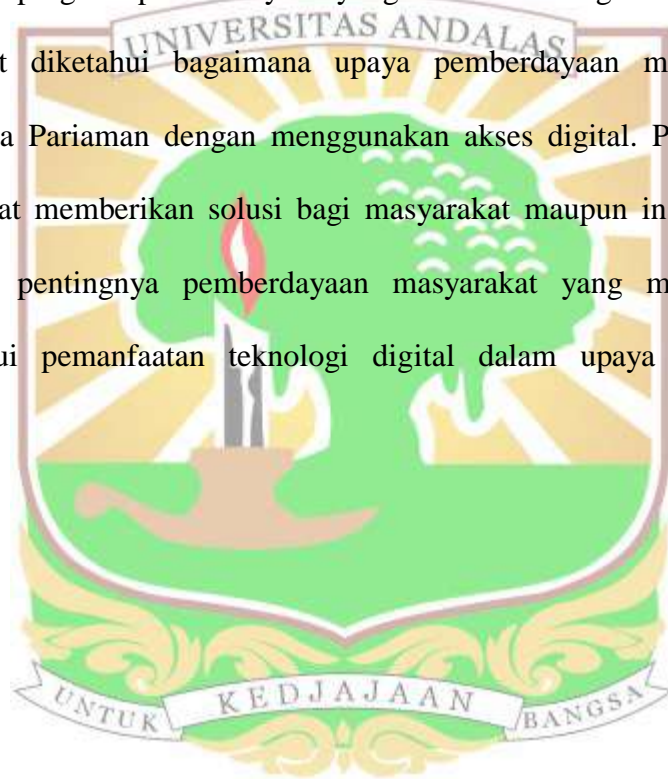 UNIVERSITAS ANDALAS
t diketahui bagaimana upaya pemberdayaan m
a Pariaman dengan menggunakan akses digital. P
at memberikan solusi bagi masyarakat maupun in
pentingnya pemberdayaan masyarakat yang m
ui pemanfaatan teknologi digital dalam upaya
UNTUK KEDJAJAAN BANGSA